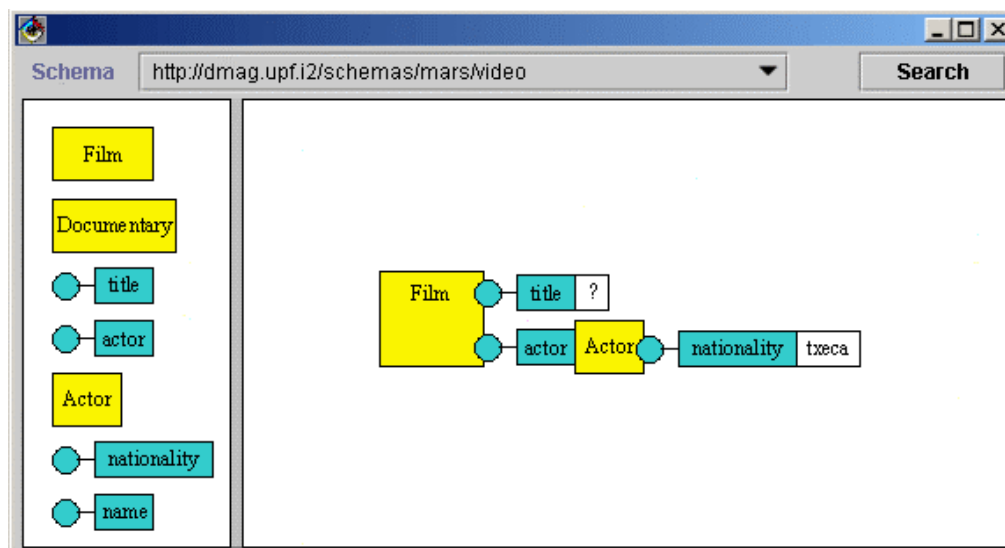 Schema http://dmag.upf.i2/schemas/mars/video Search
Film
Documentary
title
actor
Actor
nationality
name
Film title ?
actor Actor nationality txeca